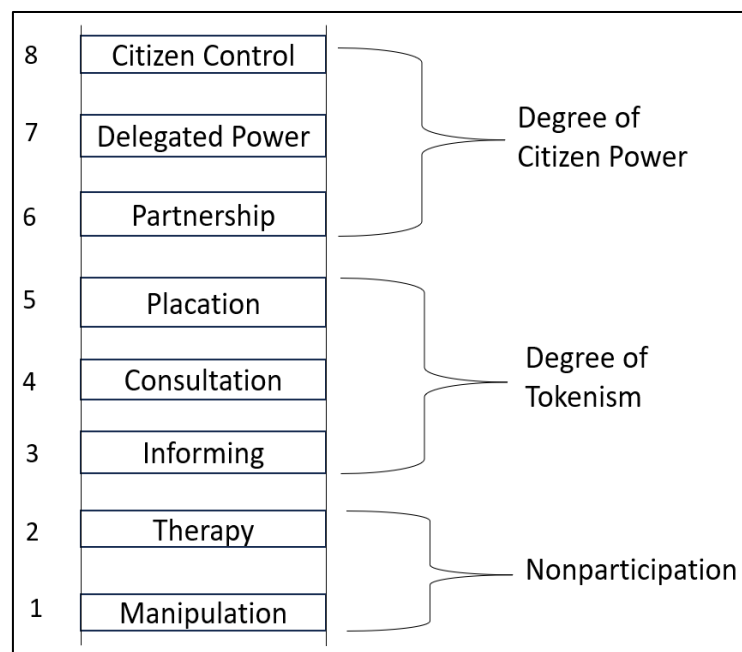 8 Citizen Control
7 Delegated Power
6 Partnership
Degree of
Citizen Power
5 Placation
4 Consultation
3 Informing
Degree of
Tokenism
2 Therapy
1 Manipulation
Nonparticipation